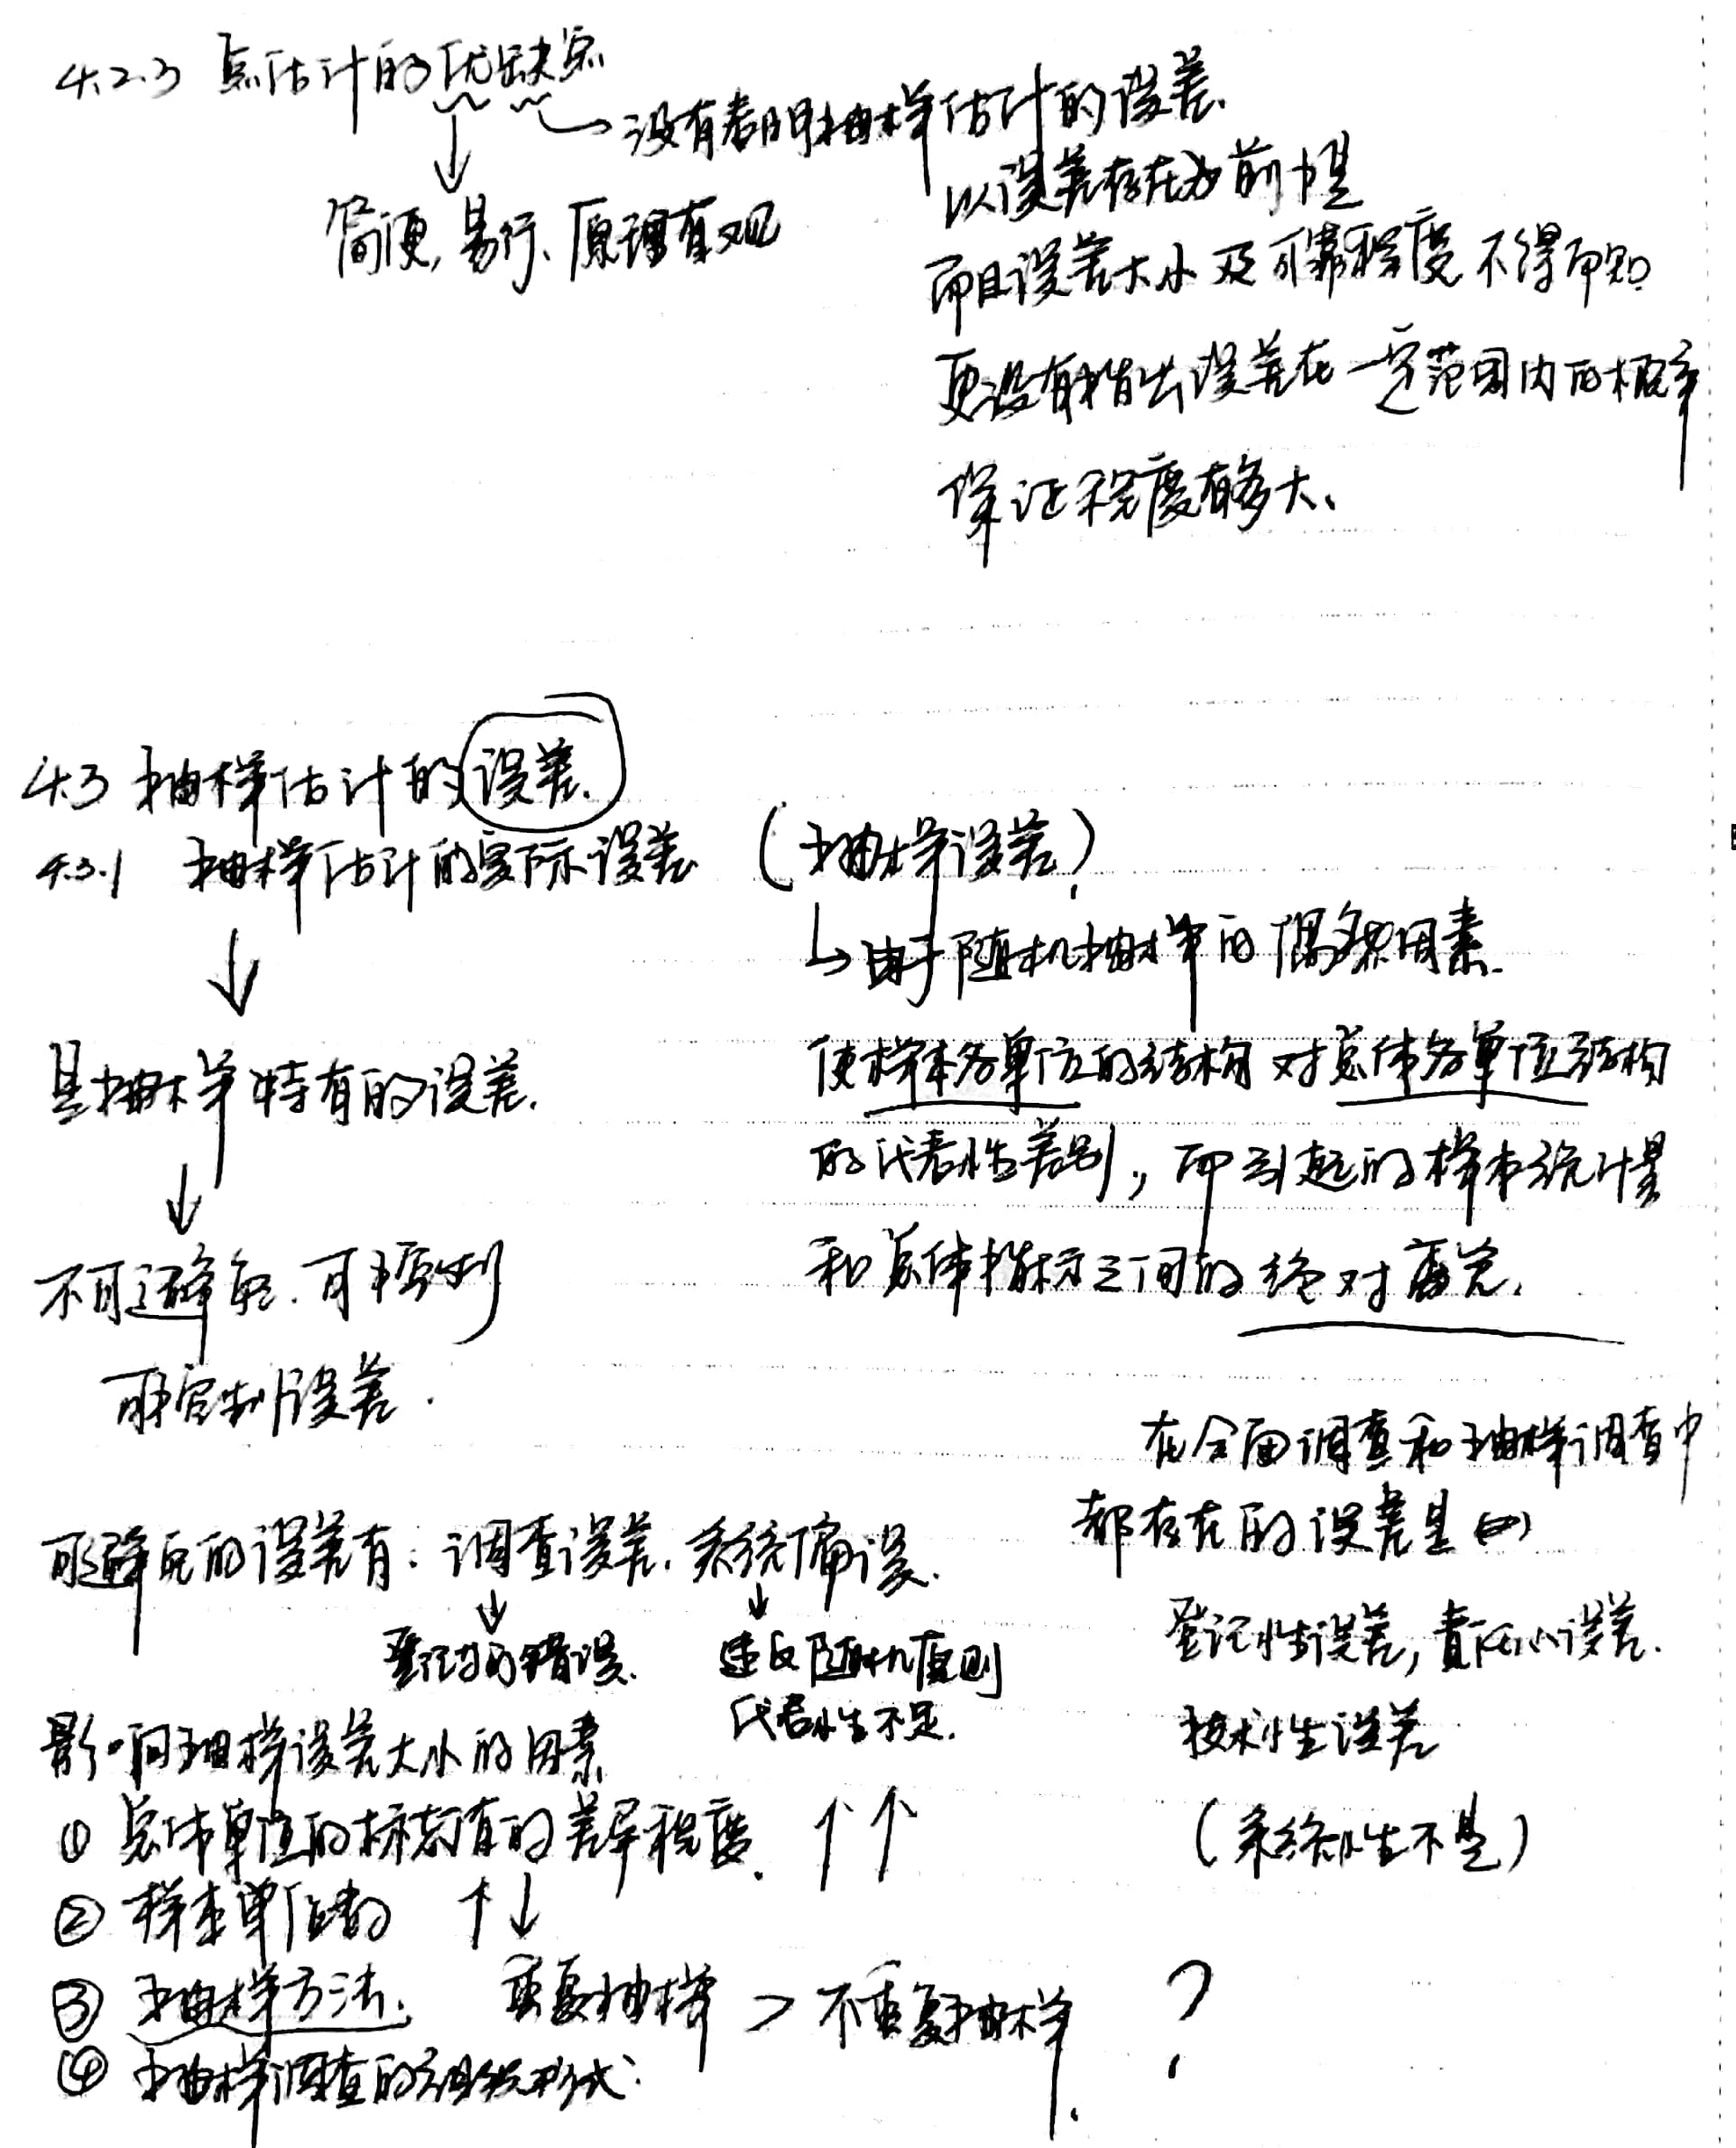 4.2.3 点估计的优缺点
没有表明抽样估计的误差.
以误差存在为前提
而且误差大小及可靠程度不得而知
更没有指出误差在一定范围内的概率
保证程度有多大、
简便,易行、原理直观
4.3 抽样估计的误差.
4.3.1 抽样估计的实际误差 (抽样误差)
由于随机抽样的偶然因素.
使样本各单位的结构对总体各单位结构
的代表性差别,而引起的样本统计量
和总体指标之间的绝对离差.
是抽样特有的误差.
不可避免.可控制
可控制误差.
可避免的误差有:调查误差.系统偏误.
登记的错误.
违反随机原则
代表性不足.
在全面调查和抽样调查中
都存在的误差是
登记性误差,责任心误差.
技术性误差
(系统性不是)
影响抽样误差大小的因素
① 总体单位的标志值的差异程度. ↑↑
② 样本单位数 ↑↓
③ 抽样方法. 重复抽样 > 不重复抽样 ?
④ 抽样调查的组织形式.